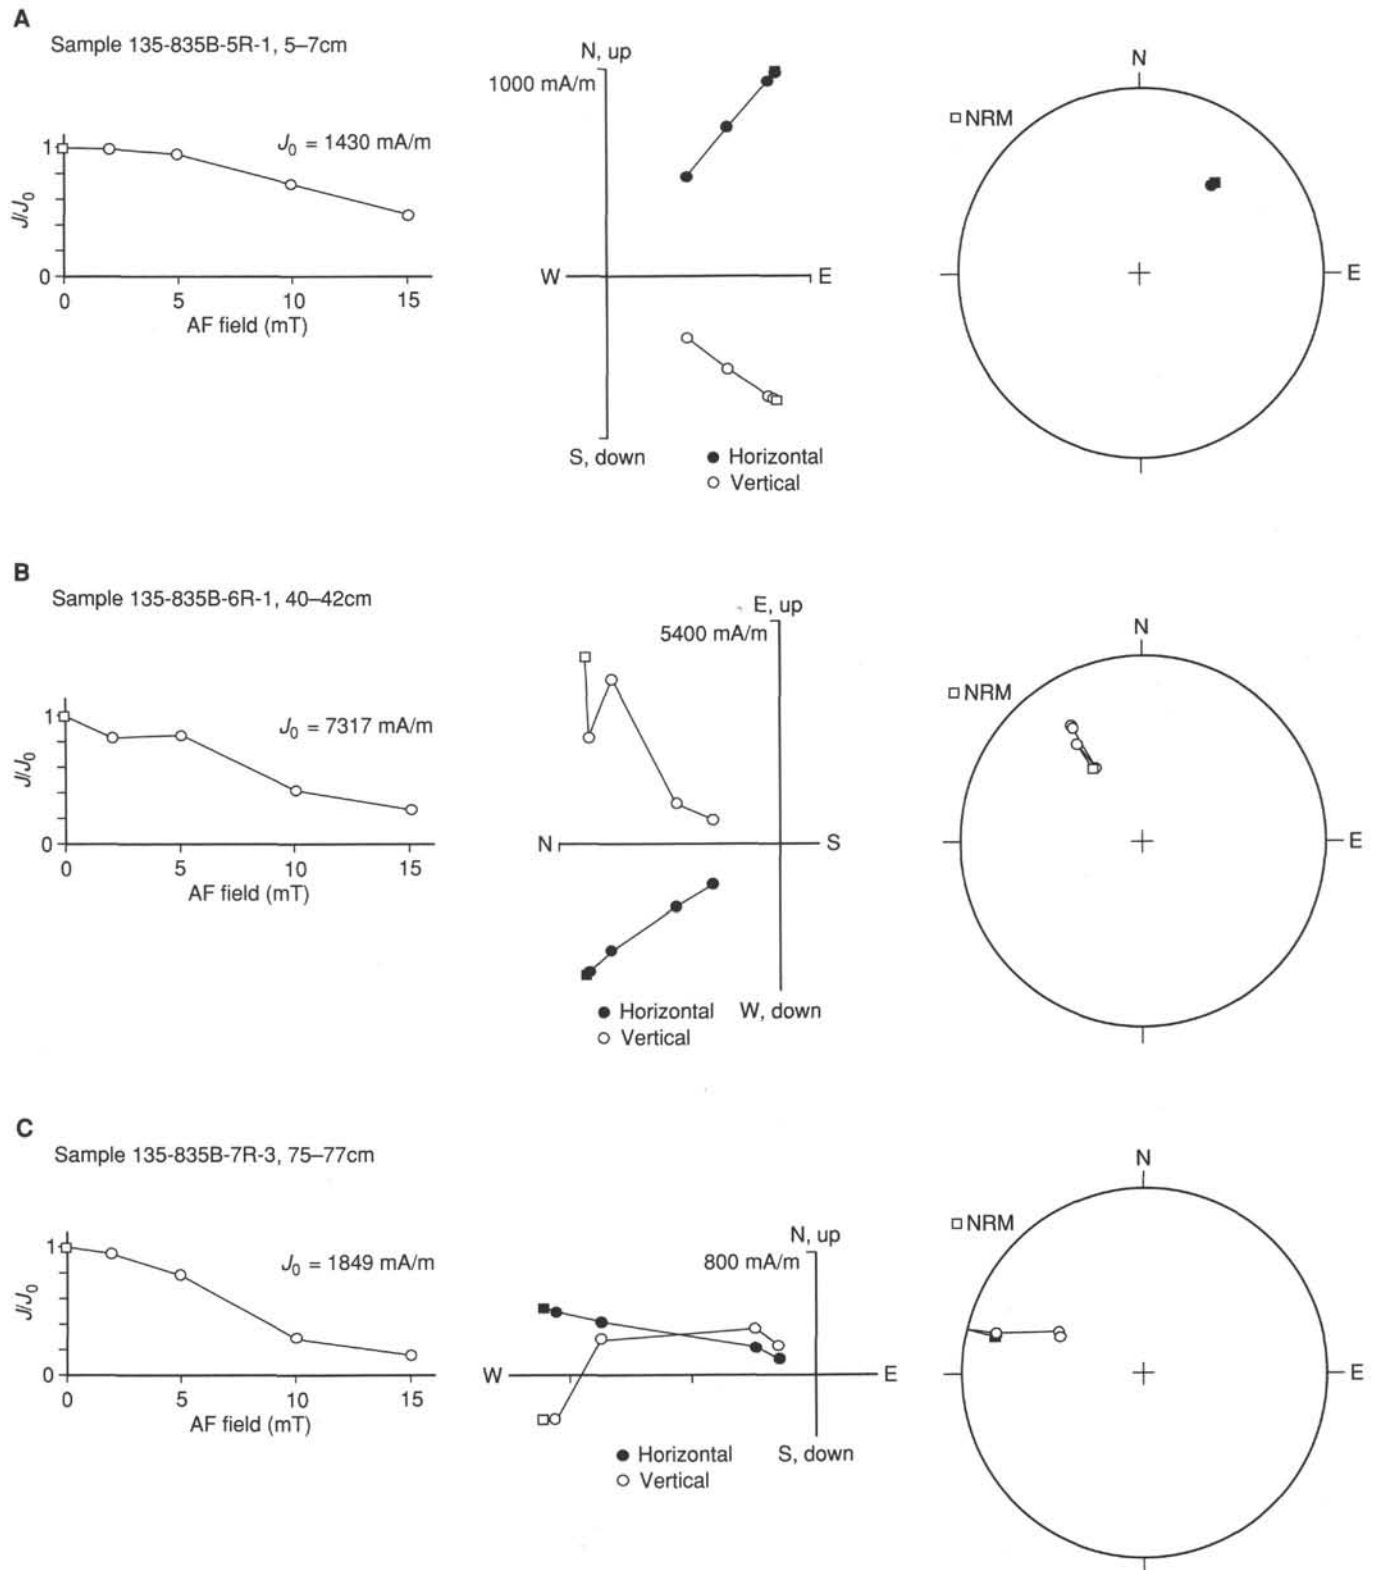 A
Sample 135-835B-5R-1, 5–7cm
J0 = 1430 mA/m
1
J/J0
0
0 5 10 15
AF field (mT)
N, up
1000 mA/m
W E
S, down
Horizontal
Vertical
N
NRM
E
B
Sample 135-835B-6R-1, 40–42cm
J0 = 7317 mA/m
1
J/J0
0
0 5 10 15
AF field (mT)
E, up
5400 mA/m
N S
Horizontal W, down
Vertical
N
NRM
E
C
Sample 135-835B-7R-3, 75–77cm
J0 = 1849 mA/m
1
J/J0
0
0 5 10 15
AF field (mT)
N, up
800 mA/m
W E
Horizontal S, down
Vertical
N
NRM
E